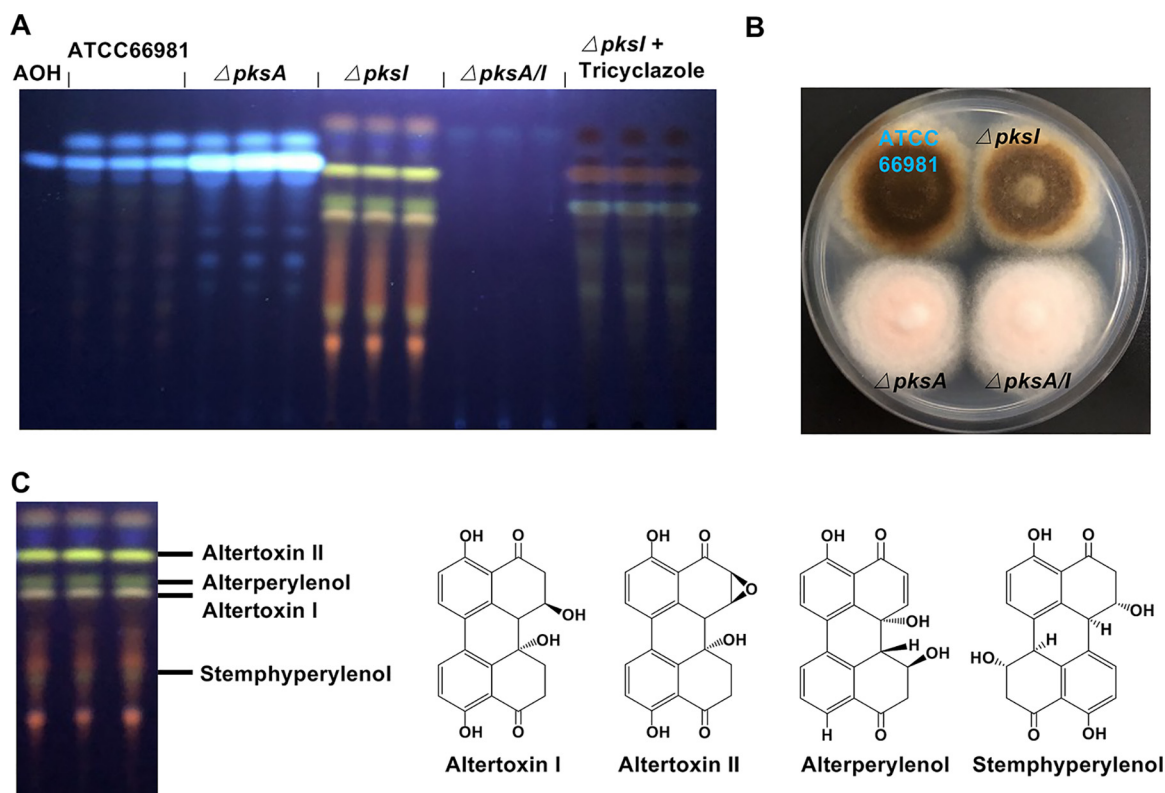 A
AOH
ATCC66981
△pksA
△pksI
△pksA/I
△pksI +
Tricyclazole
B
ATCC
66981
△pksI
△pksA
△pksA/I
C
Altertoxin II
Alterperylenol
Altertoxin I
Stemphyperylenol
OH
O
OH
OH
OH
O
Altertoxin I
OH
O
O
OH
OH
O
Altertoxin II
OH
O
OH
H
OH
H
O
Alterperylenol
OH
O
OH
H
H
HO
O
OH
Stemphyperylenol